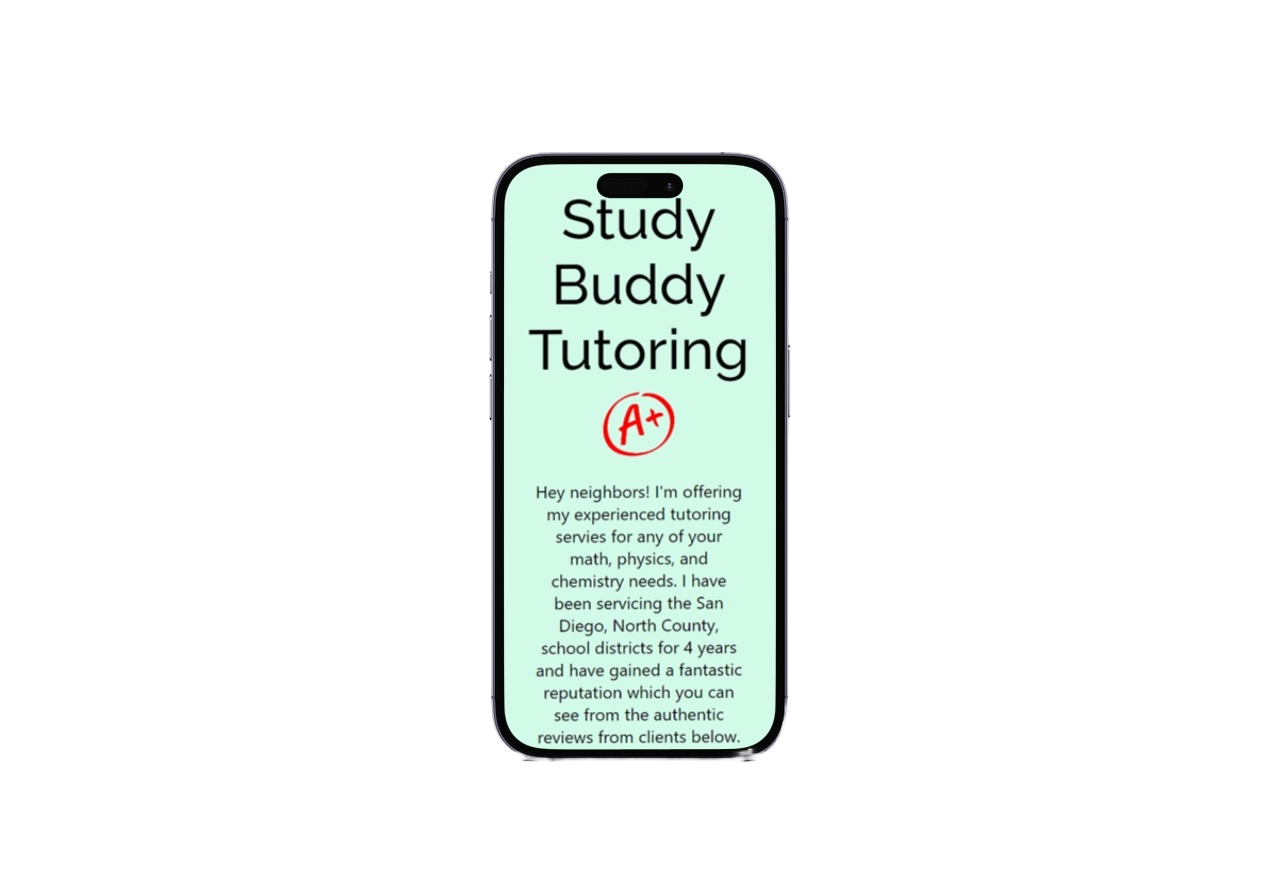 Study
Buddy
Tutoring
A+
Hey neighbors! I'm offering
my experienced tutoring
servies for any of your
math, physics, and
chemistry needs. I have
been servicing the San
Diego, North County,
school districts for 4 years
and have gained a fantastic
reputation which you can
see from the authentic
reviews from clients below.